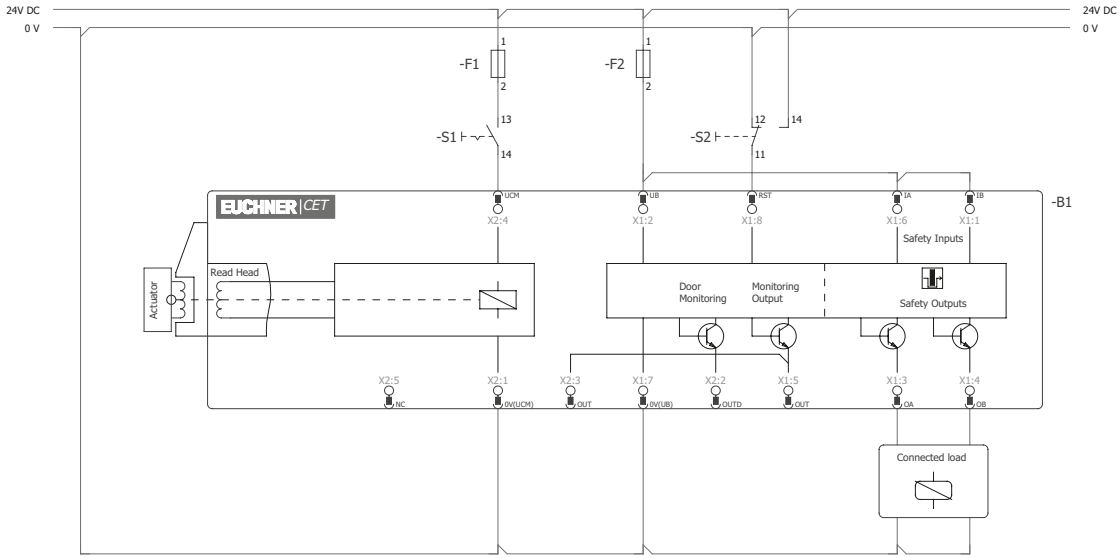 24V DC 24V DC
0 V 0 V
1 1
-F1 -F2
2 2
13 12 14
-S1 -S2
14 11
UCM UB RST IA IB -B1
EUCHNER CET
X2:4 X1:2 X1:8 X1:6 X1:1
Safety Inputs
Read Head
Actuator
Door Monitoring
Monitoring Output
Safety Outputs
X2:5 X2:1 X2:3 X1:7 X2:2 X1:5 X1:3 X1:4
NC 0V(UCM) OUT 0V(UB) OUTD OUT OA OB
Connected load